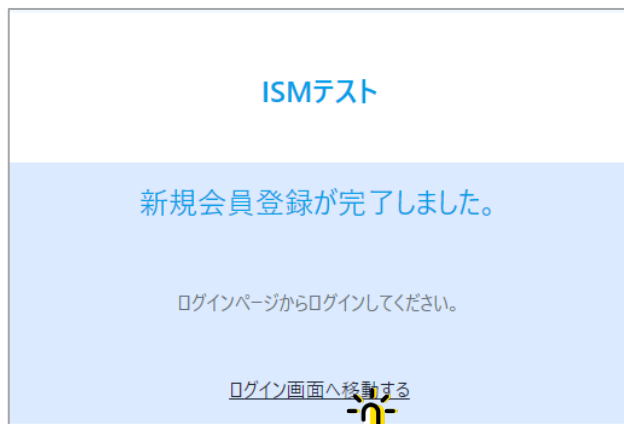 ISMテスト
新規会員登録が完了しました。
ログインページからログインしてください。
ログイン画面へ移動する